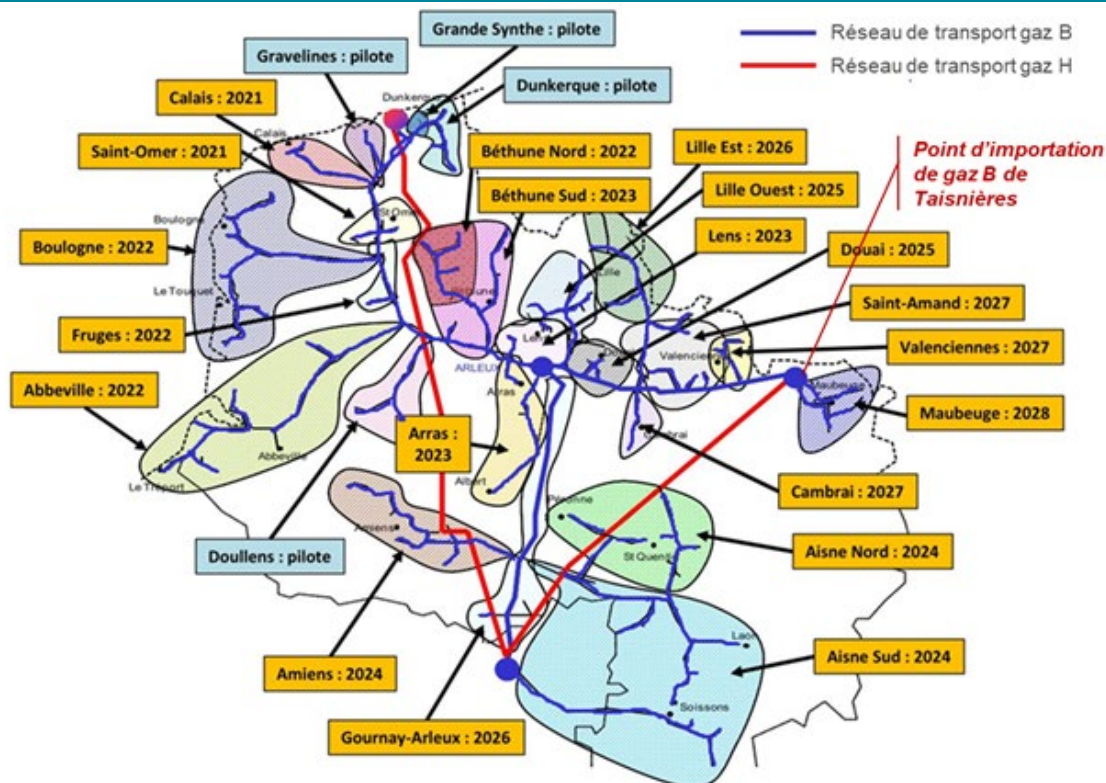 Grande Synthe : pilote
Gravelines : pilote
Dunkerque : pilote
Calais : 2021
Saint-Omer : 2021
Réseau de transport gaz B
Réseau de transport gaz H
Dunkerque
Calais
Béthune Nord : 2022
Béthune Sud : 2023
Lille Est : 2026
Lille Ouest : 2025
Lens : 2023
Douai : 2025
Point d’importation
de gaz B de
Taisnières
Boulogne
Boulogne : 2022
Le Touquet
Lille
Saint-Amand : 2027
Fruges : 2022
Valenciennes : 2027
ARLEUX
Maubeuge
Maubeuge : 2028
Abbeville : 2022
Arras
Arras :
2023
Abbeville
Le Tréport
Albert
Cambrai : 2027
Péronne
Amiens
St Quentin
Aisne Nord : 2024
Doullens : pilote
Laon
Amiens : 2024
Aisne Sud : 2024
Soissons
Gournay-Arleux : 2026